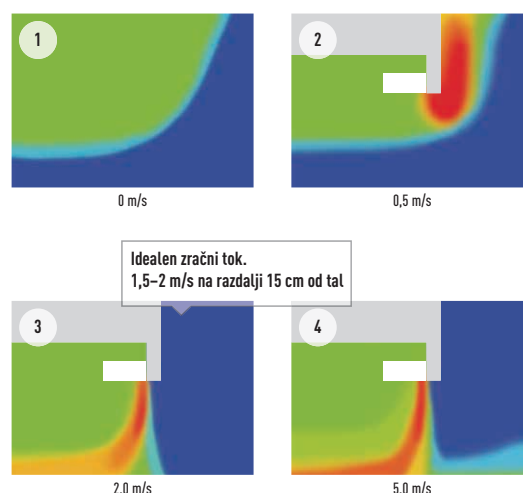 1
2
0 m/s
0,5 m/s
Idealen zračni tok.
1,5–2 m/s na razdalji 15 cm od tal
3
4
2,0 m/s
5,0 m/s